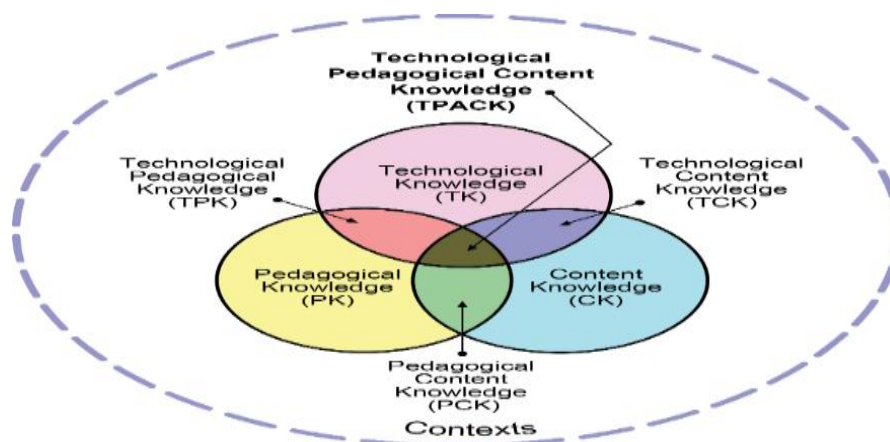 Technological
Pedagogical Content
Knowledge
(TPACK)
Technological
Pedagogical
Knowledge
(TPK)
Technological
Knowledge
(TK)
Technological
Content
Knowledge
(TCK)
Pedagogical
Knowledge
(PK)
Content
Knowledge
(CK)
Pedagogical
Content
Knowledge
(PCK)
Contexts